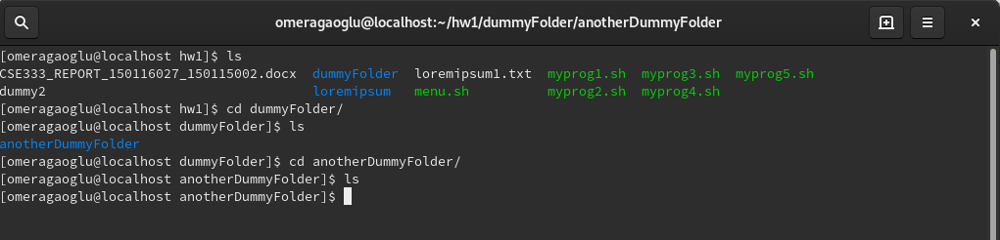 omeragaoglu@localhost:~/hw1/dummyFolder/anotherDummyFolder
[omeragaoglu@localhost hw1]$ ls
CSE333_REPORT_150116027_150115002.docx  dummyFolder  loremipsum1.txt  myprog1.sh  myprog3.sh  myprog5.sh
dummy2                                  loremipsum   menu.sh          myprog2.sh  myprog4.sh
[omeragaoglu@localhost hw1]$ cd dummyFolder/
[omeragaoglu@localhost dummyFolder]$ ls
anotherDummyFolder
[omeragaoglu@localhost dummyFolder]$ cd anotherDummyFolder/
[omeragaoglu@localhost anotherDummyFolder]$ ls
[omeragaoglu@localhost anotherDummyFolder]$